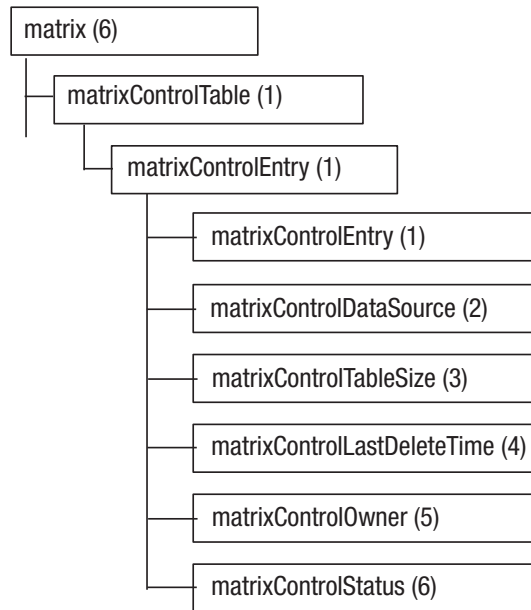 matrix (6)
matrixControlTable (1)
matrixControlEntry (1)
matrixControlEntry (1)
matrixControlDataSource (2)
matrixControlTableSize (3)
matrixControlLastDeleteTime (4)
matrixControlOwner (5)
matrixControlStatus (6)